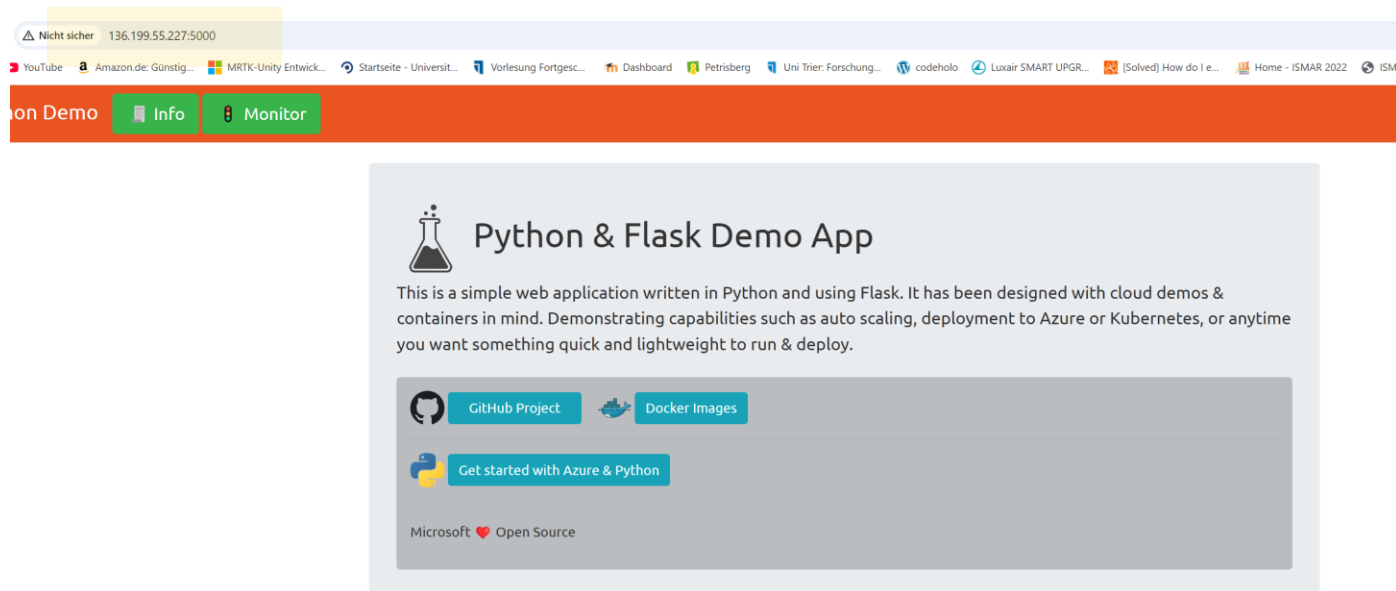 Nicht sicher 136.199.55.227:5000
YouTube Amazon.de: Günstig... MRTK-Unity Entwick... Startseite - Universit... Vorlesung Fortgesc... Dashboard Petrisberg Uni Trier: Forschung... codeholo Luxair SMART UPGR... [Solved] How do I e... Home - ISMAR 2022 ISM
on Demo Info Monitor
Python & Flask Demo App
This is a simple web application written in Python and using Flask. It has been designed with cloud demos &
containers in mind. Demonstrating capabilities such as auto scaling, deployment to Azure or Kubernetes, or anytime
you want something quick and lightweight to run & deploy.
GitHub Project Docker Images
Get started with Azure & Python
Microsoft ❤ Open Source